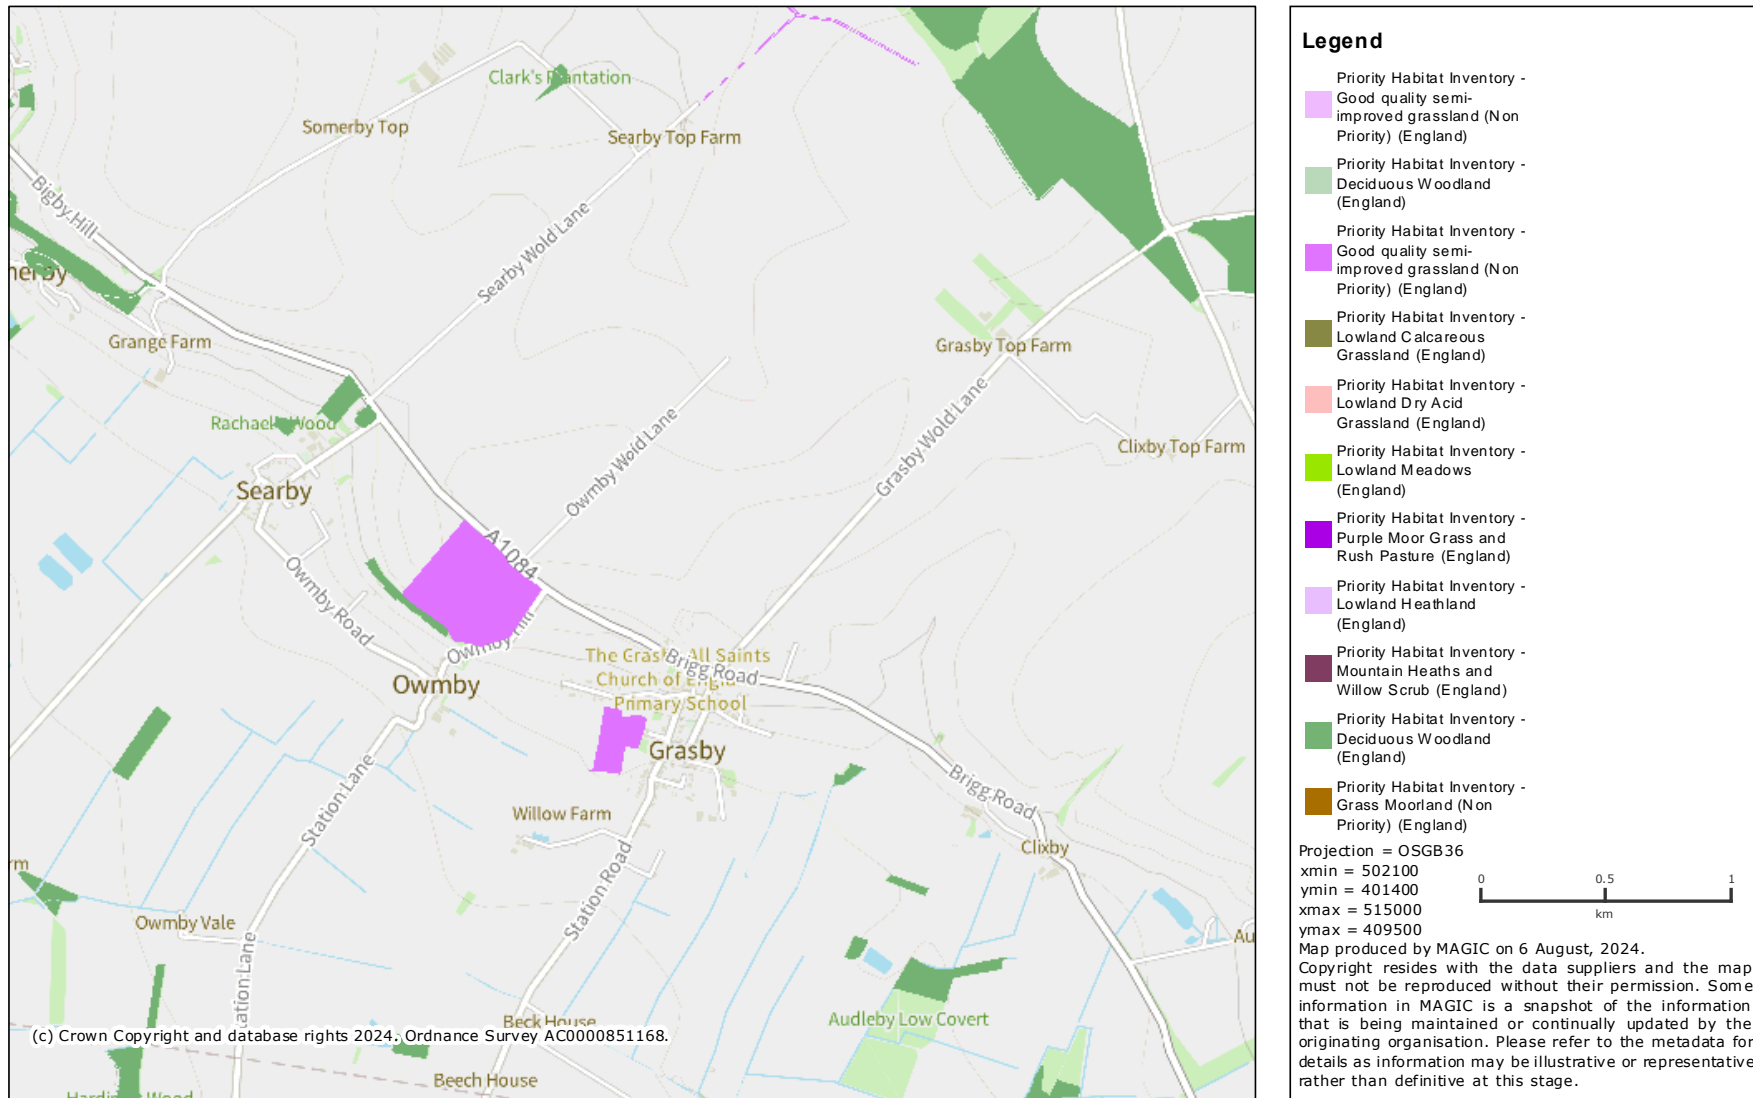 Clark's Plantation
Somerby Top
Searby Top Farm
Bigby Hill
Searby Wold Lane
Grange Farm
Grasby Top Farm
Rachael's Wood
Owmby Wold Lane
Grasby Wold Lane
Clixby Top Farm
Searby
A1084
Owmby Road
Owmby Hill
The Grasby All Saints
Church of England
Primary School
Brigg Road
Owmby
Grasby
Station Lane
Willow Farm
Brigg Road
Clixby
rm
Station Road
Owmby Vale
Au
Station Lane
Audleby Low Covert
Beck House
(c) Crown Copyright and database rights 2024. Ordnance Survey AC0000851168.
Beech House
Legend
Priority Habitat Inventory -
Good quality semi-
improved grassland (Non
Priority) (England)
Priority Habitat Inventory -
Deciduous Woodland
(England)
Priority Habitat Inventory -
Good quality semi-
improved grassland (Non
Priority) (England)
Priority Habitat Inventory -
Lowland Calcareous
Grassland (England)
Priority Habitat Inventory -
Lowland Dry Acid
Grassland (England)
Priority Habitat Inventory -
Lowland Meadows
(England)
Priority Habitat Inventory -
Purple Moor Grass and
Rush Pasture (England)
Priority Habitat Inventory -
Lowland Heathland
(England)
Priority Habitat Inventory -
Mountain Heaths and
Willow Scrub (England)
Priority Habitat Inventory -
Deciduous Woodland
(England)
Priority Habitat Inventory -
Grass Moorland (Non
Priority) (England)
Projection = OSGB36
xmin = 502100
ymin = 401400
xmax = 515000
ymax = 409500
0 0.5 1
km
Map produced by MAGIC on 6 August, 2024.
Copyright resides with the data suppliers and the map
must not be reproduced without their permission. Some
information in MAGIC is a snapshot of the information
that is being maintained or continually updated by the
originating organisation. Please refer to the metadata for
details as information may be illustrative or representative
rather than definitive at this stage.